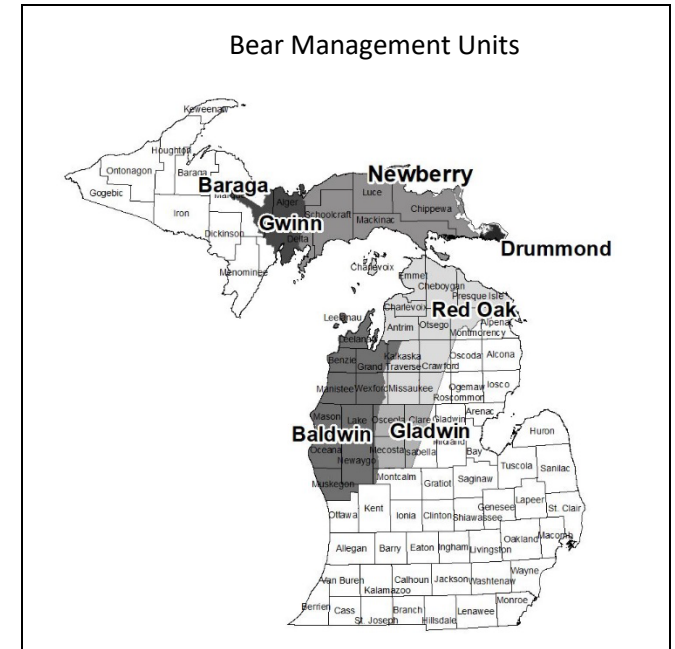 Bear Management Units
Keweenaw
Houghton
Ontonagon
Baraga
Gogebic
Baraga
Newberry
Luce
Alger
Iron
Gwinn
Schoolcraft
Mackinac
Chippewa
Dickinson
Delta
Drummond
Menominee
Charlevoix
Emmet
Cheboygan
Presque Isle
Charlevoix
Red Oak
Leelanau
Antrim
Otsego
Alpena
Montmorency
Leelanau
Benzie
Grand Traverse
Kalkaska
Crawford
Oscoda
Alcona
Manistee
Wexford
Missaukee
Roscommon
Ogemaw
Iosco
Mason
Lake
Osceola
Clare
Gladwin
Arenac
Baldwin
Gladwin
Midland
Huron
Oceana
Newaygo
Mecosta
Isabella
Bay
Tuscola
Sanilac
Muskegon
Montcalm
Gratiot
Saginaw
Lapeer
Genesee
St. Clair
Ottawa
Kent
Ionia
Clinton
Shiawassee
Oakland
Macomb
Allegan
Barry
Eaton
Ingham
Livingston
Wayne
Van Buren
Kalamazoo
Calhoun
Jackson
Washtenaw
Monroe
Berrien
Cass
St. Joseph
Branch
Hillsdale
Lenawee